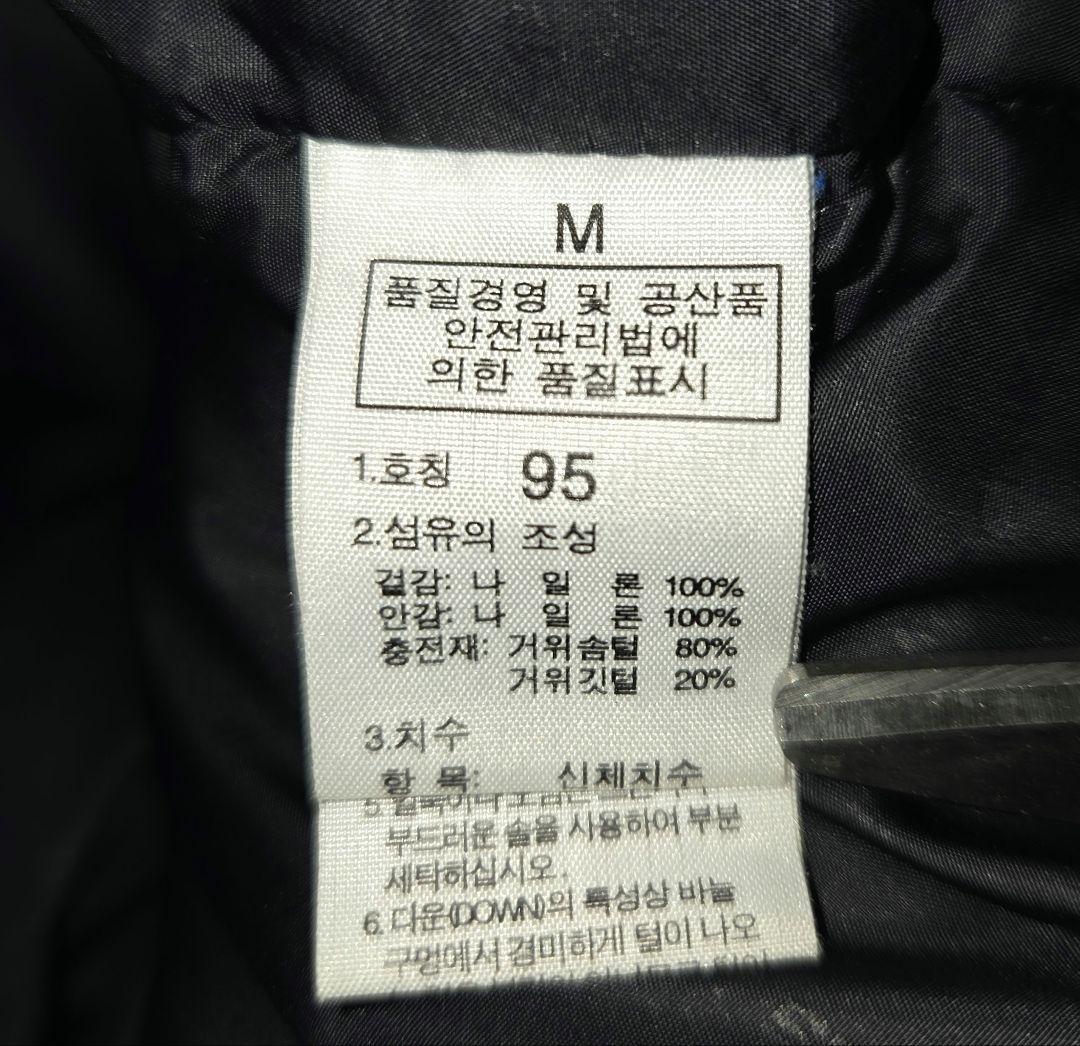 M
품질경영 및 공산품
안전관리법에
의한 품질표시
1.호칭 95
2.섬유의 조성
겉감: 나 일 론 100%
안감: 나 일 론 100%
충전재: 거위솜털 80%
거위깃털 20%
3.치수
항 목: 신체치수
부드러운 솔을 사용하여 부분
세탁하십시오.
6.다운(DOWN)의 특성상 바늘
구멍에서 경미하게 털이 나오